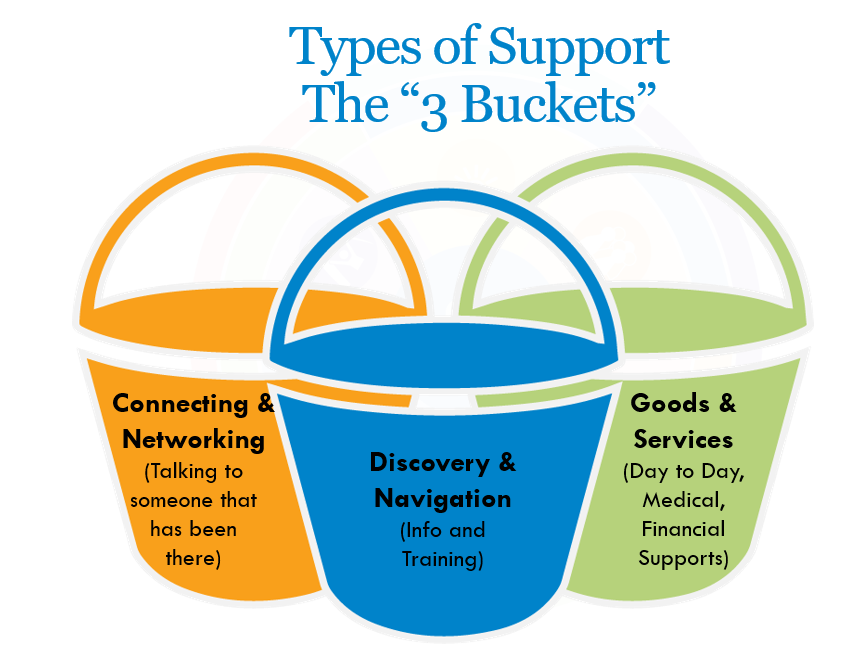 Types of Support
The “3 Buckets”
Connecting &
Networking
(Talking to
someone that
has been
there)
Discovery &
Navigation
(Info and
Training)
Goods &
Services
(Day to Day,
Medical,
Financial
Supports)